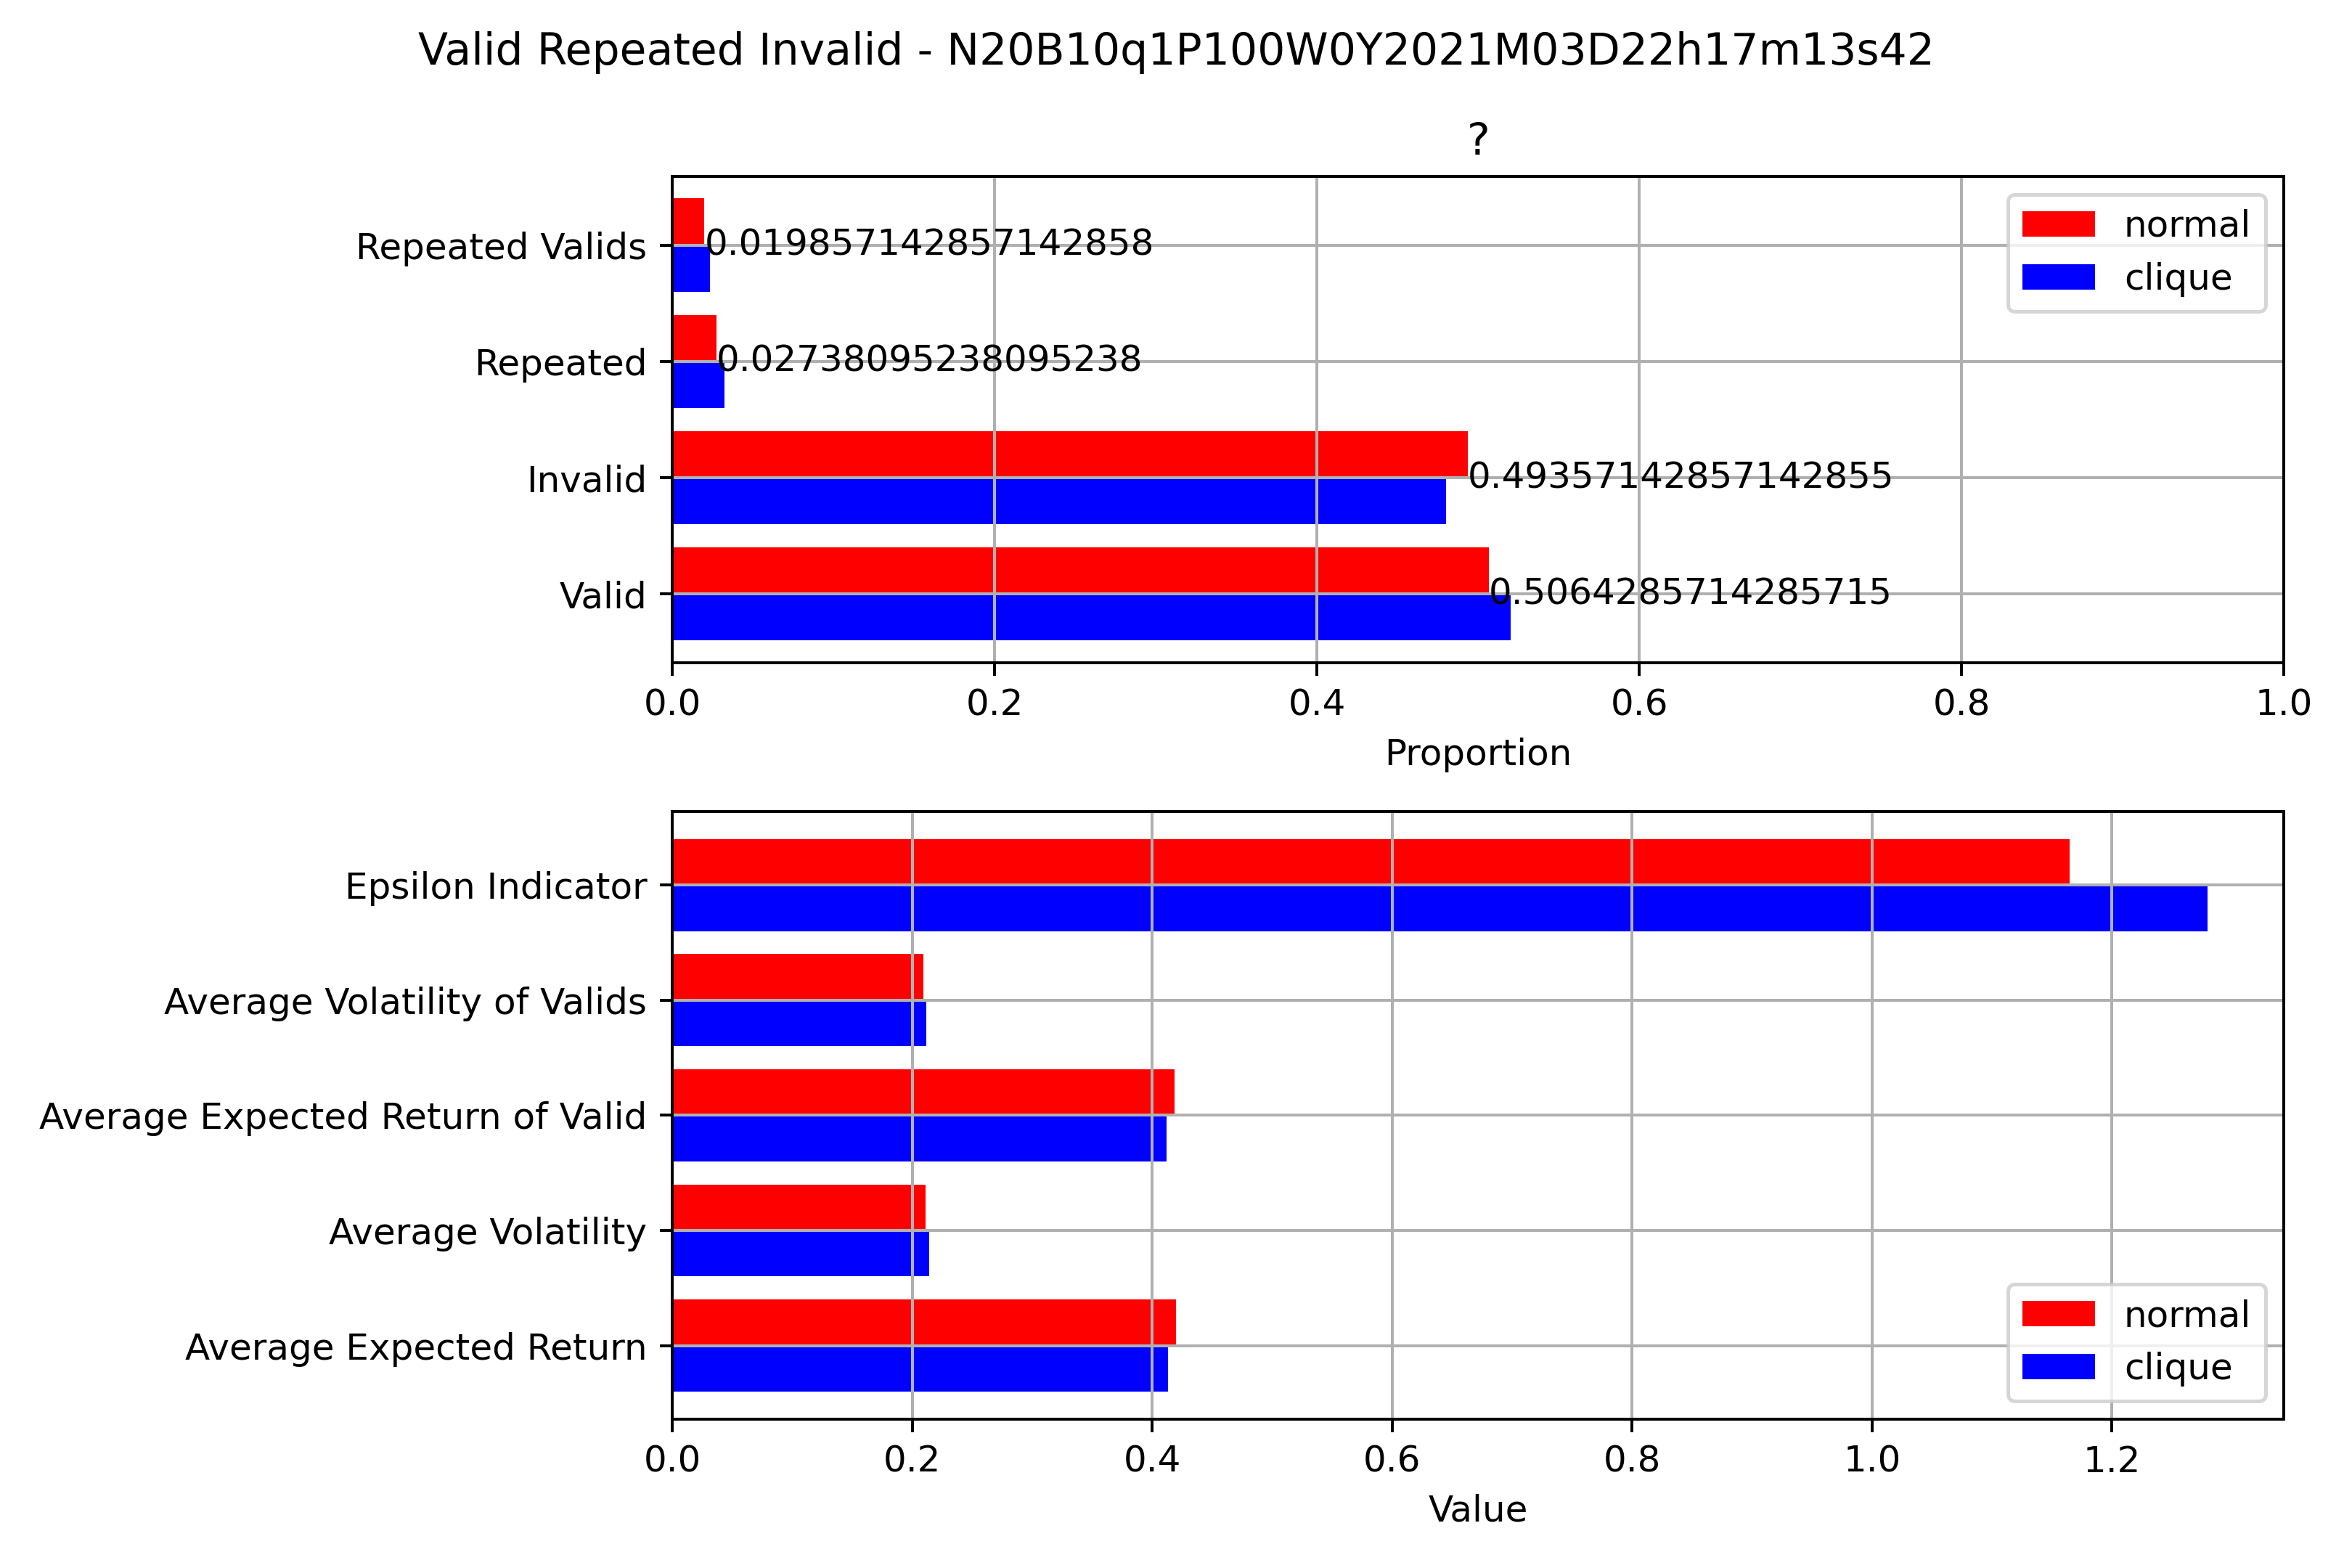 Valid Repeated Invalid - N20B10q1P100W0Y2021M03D22h17m13s42
?
Repeated Valids
0.019857142857142858
Repeated
0.02738095238095238
Invalid
0.49357142857142855
Valid
0.5064285714285715
normal
clique
0.0 0.2 0.4 0.6 0.8 1.0
Proportion
Epsilon Indicator
Average Volatility of Valids
Average Expected Return of Valid
Average Volatility
Average Expected Return
normal
clique
0.0 0.2 0.4 0.6 0.8 1.0 1.2
Value